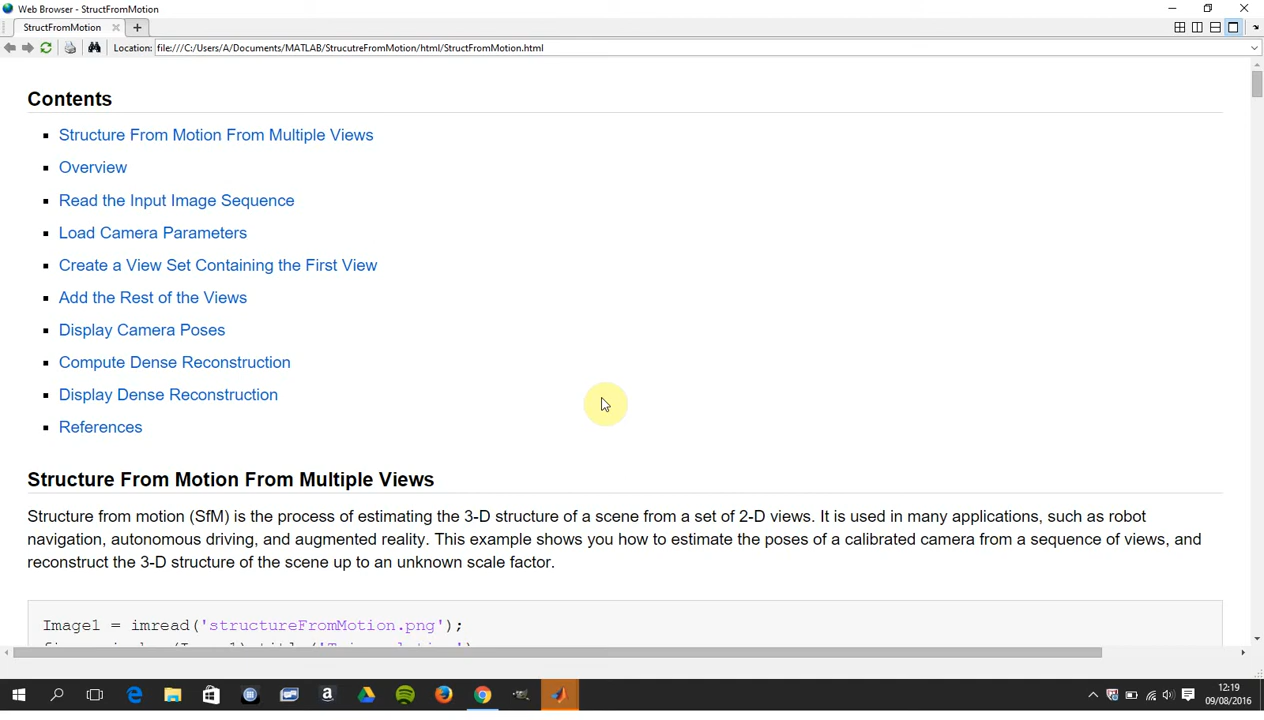 Web Browser - StructFromMotion
StructFromMotion
Location: file:///C:/Users/A/Documents/MATLAB/StrucutreFromMotion/html/StructFromMotion.html
Contents
Structure From Motion From Multiple Views
Overview
Read the Input Image Sequence
Load Camera Parameters
Create a View Set Containing the First View
Add the Rest of the Views
Display Camera Poses
Compute Dense Reconstruction
Display Dense Reconstruction
References
Structure From Motion From Multiple Views
Structure from motion (SfM) is the process of estimating the 3-D structure of a scene from a set of 2-D views. It is used in many applications, such as robot
navigation, autonomous driving, and augmented reality. This example shows you how to estimate the poses of a calibrated camera from a sequence of views, and
reconstruct the 3-D structure of the scene up to an unknown scale factor.
Image1 = imread('structureFromMotion.png');
12:19
09/08/2016